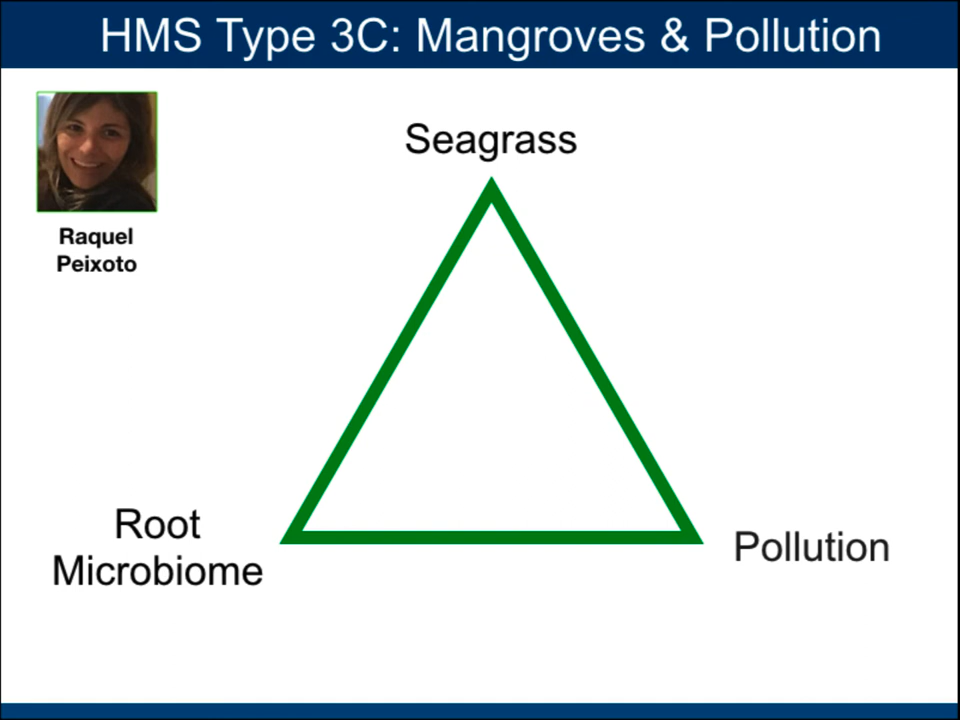 HMS Type 3C: Mangroves & Pollution
Raquel
Peixoto
Seagrass
Root
Microbiome
Pollution